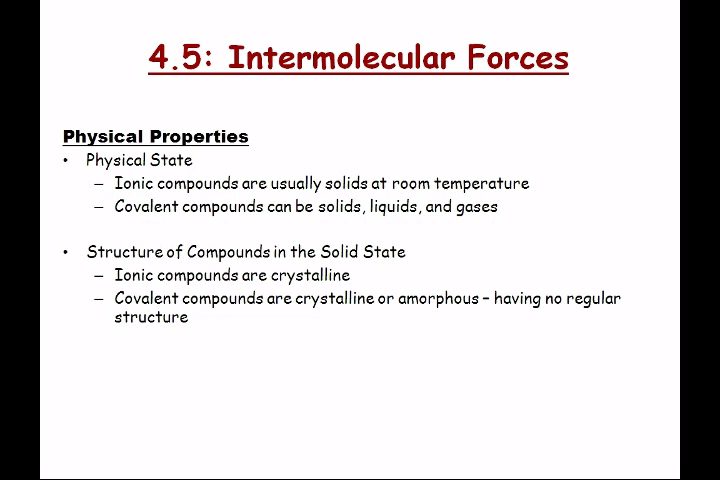 4.5: Intermolecular Forces
Physical Properties
• Physical State
– Ionic compounds are usually solids at room temperature
– Covalent compounds can be solids, liquids, and gases
• Structure of Compounds in the Solid State
– Ionic compounds are crystalline
– Covalent compounds are crystalline or amorphous – having no regular
structure